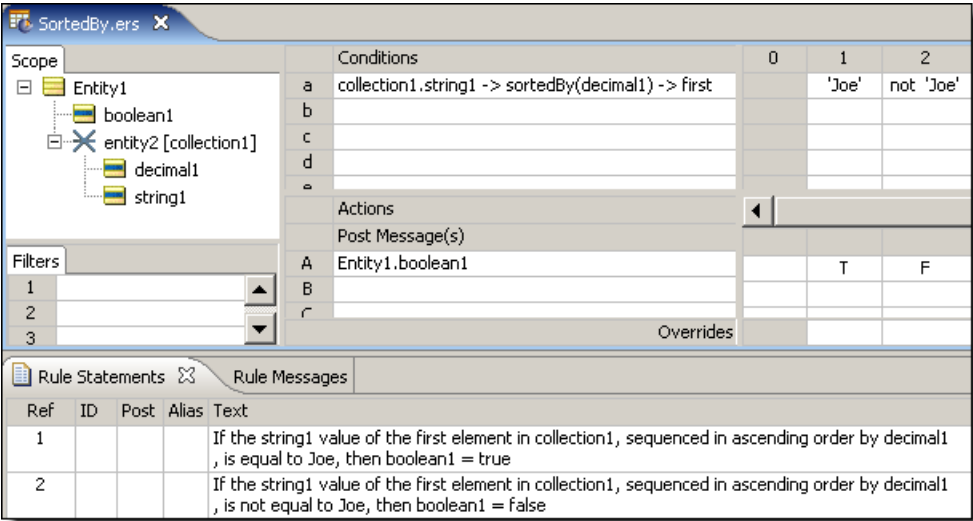 SortedBy.ers
Scope
Entity1
boolean1
entity2 [collection1]
decimal1
string1
Filters
1
2
3
Conditions 0 1 2
a collection1.string1 -> sortedBy(decimal1) -> first 'Joe' not 'Joe'
b
c
d
e
Actions
Post Message(s)
A Entity1.boolean1 T F
B
C
Overrides
Rule Statements Rule Messages
Ref ID Post Alias Text
1 If the string1 value of the first element in collection1, sequenced in ascending order by decimal1
, is equal to Joe, then boolean1 = true
2 If the string1 value of the first element in collection1, sequenced in ascending order by decimal1
, is not equal to Joe, then boolean1 = false